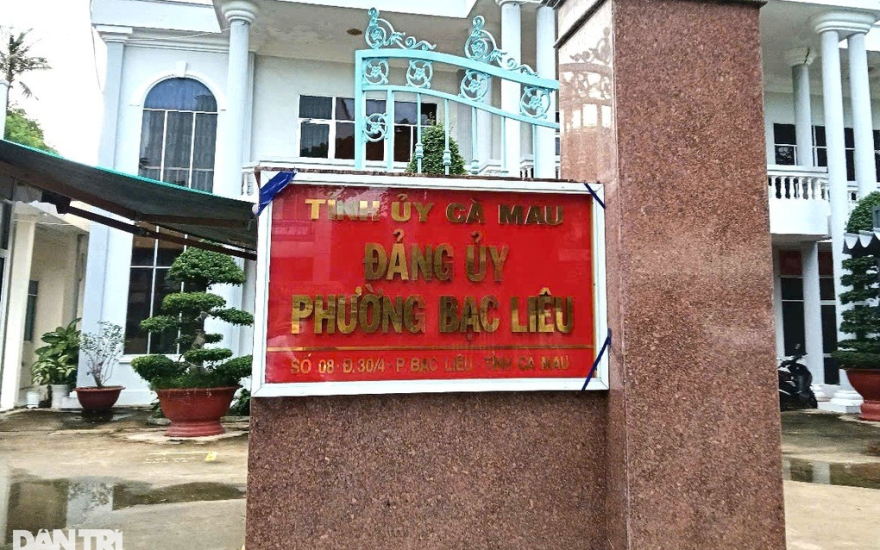 TỈNH ỦY CÀ MAU
ĐẢNG ỦY
PHƯỜNG BẠC LIÊU
SỐ 08 - Đ.30/4 - P. BẠC LIÊU - TỈNH CÀ MAU
DÂN TRÍ